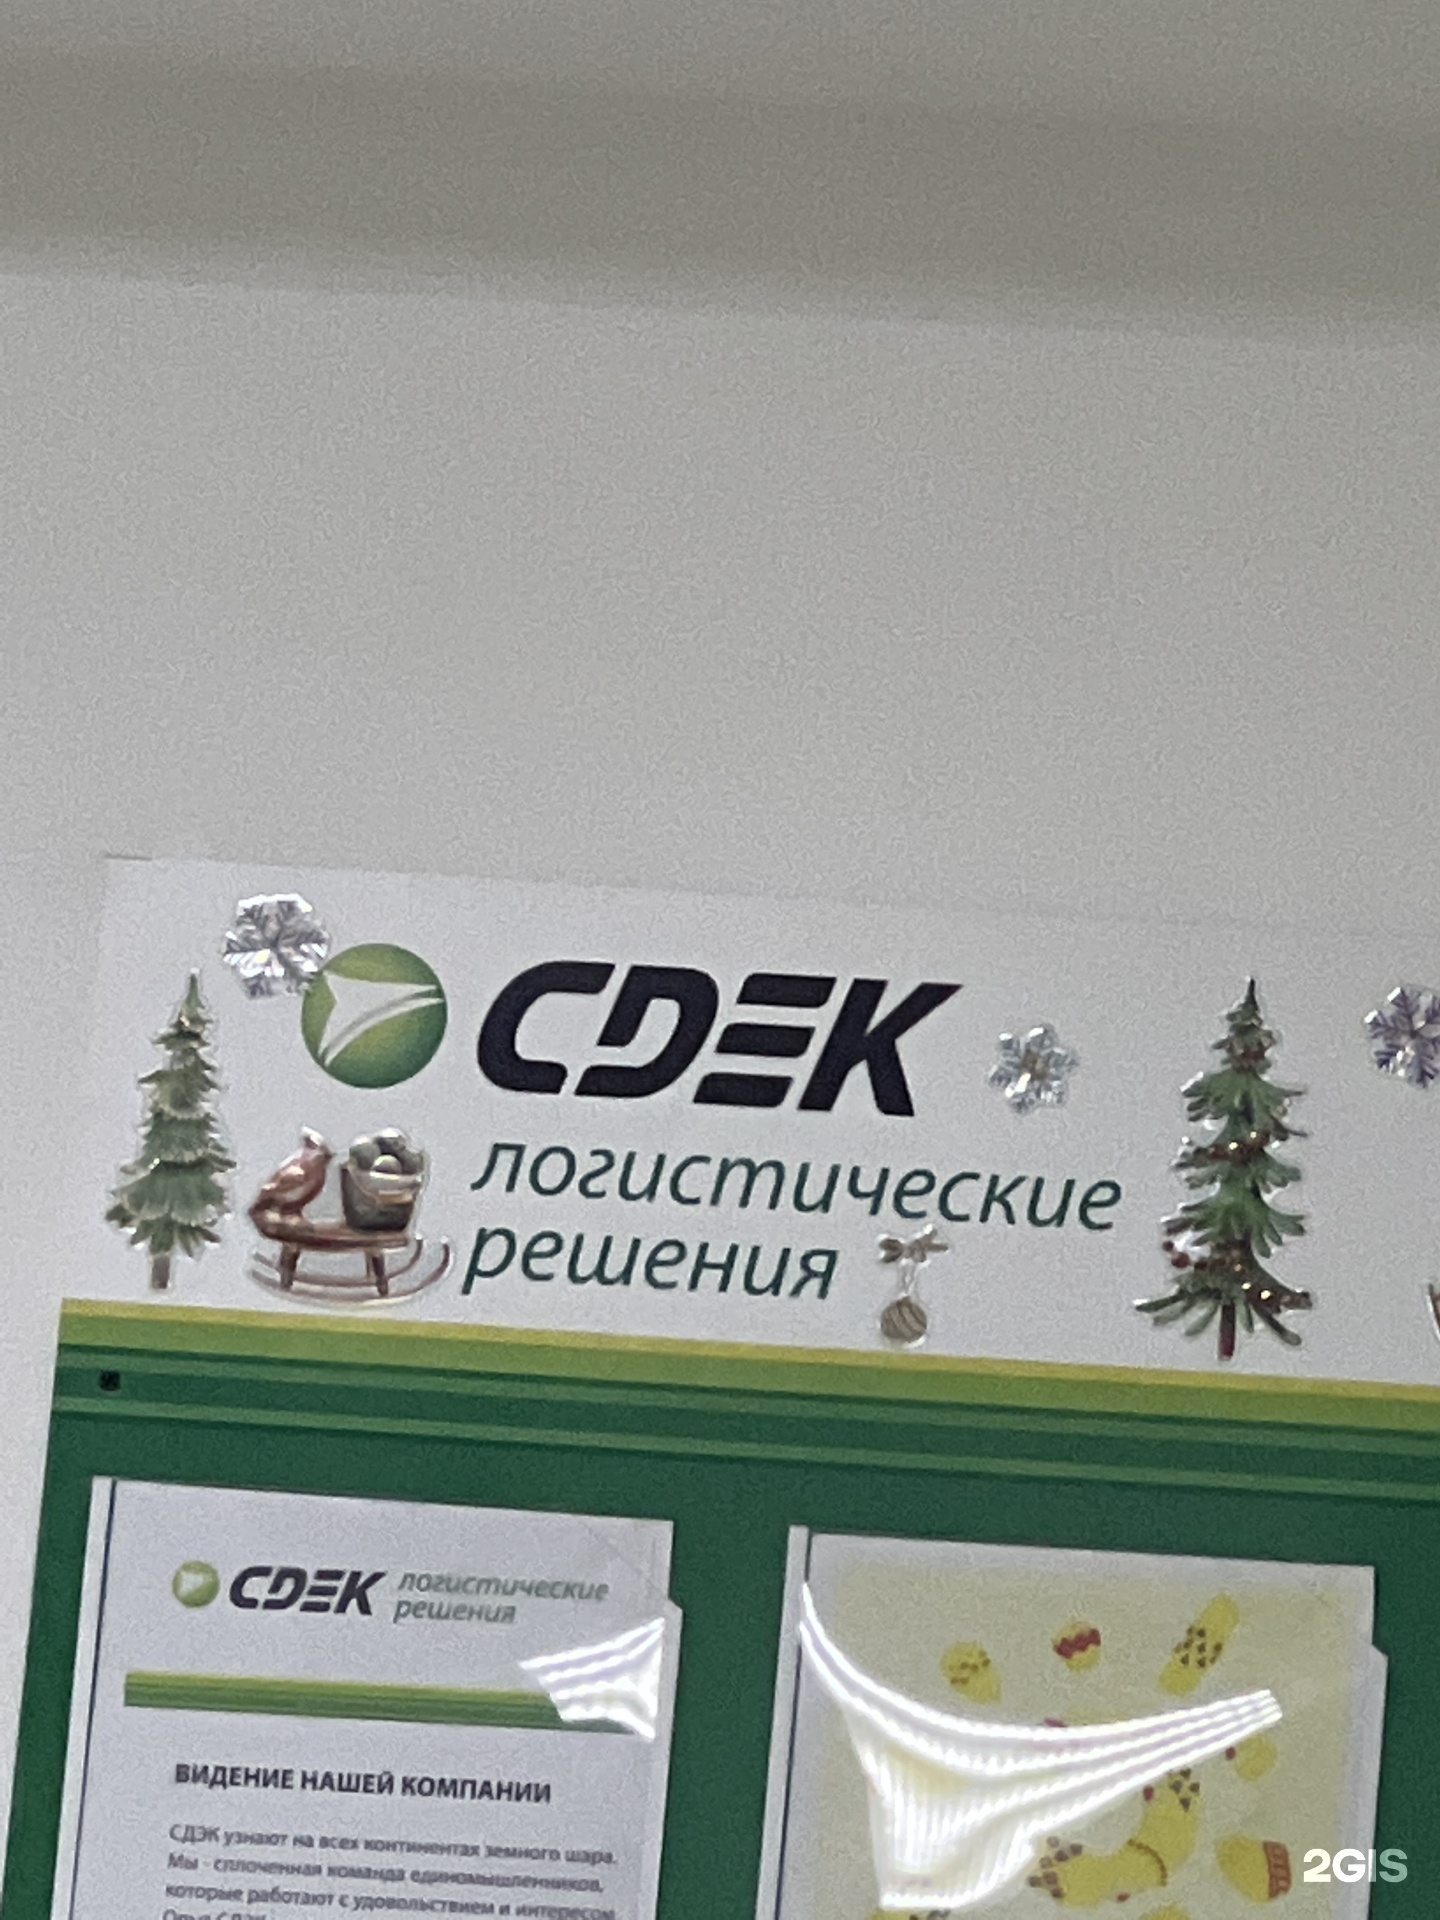 CDEK
логистические
решения
CDEK логистические
решения
ВИДЕНИЕ НАШЕЙ КОМПАНИИ
СДЭК узнают на всех континентах земного шара.
Мы - сплоченная команда единомышленников,
которые работают с удовольствием и интересом
2GIS